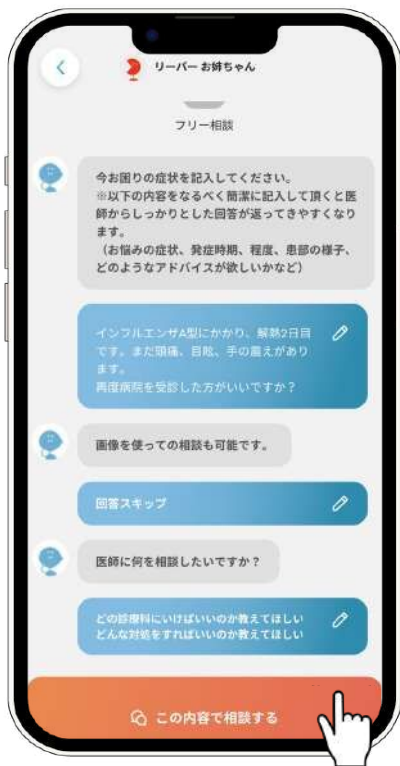 リーバー お姉ちゃん
フリー相談
今お困りの症状を記入してください。
※以下の内容をなるべく簡潔に記入して頂くと医
師からしっかりとした回答が返ってきやすくなり
ます。
（お悩みの症状、発症時期、程度、患部の様子、
どのようなアドバイスが欲しいかなど）
インフルエンザA型にかかり、解熱2日目
です。まだ頭痛、目眩、手の震えがあり
ます。
再度病院を受診した方がいいですか？
画像を使っての相談も可能です。
回答スキップ
医師に何を相談したいですか？
どの診療科にいけばいいのか教えてほしい
どんな対処をすればいいのか教えてほしい
この内容で相談する